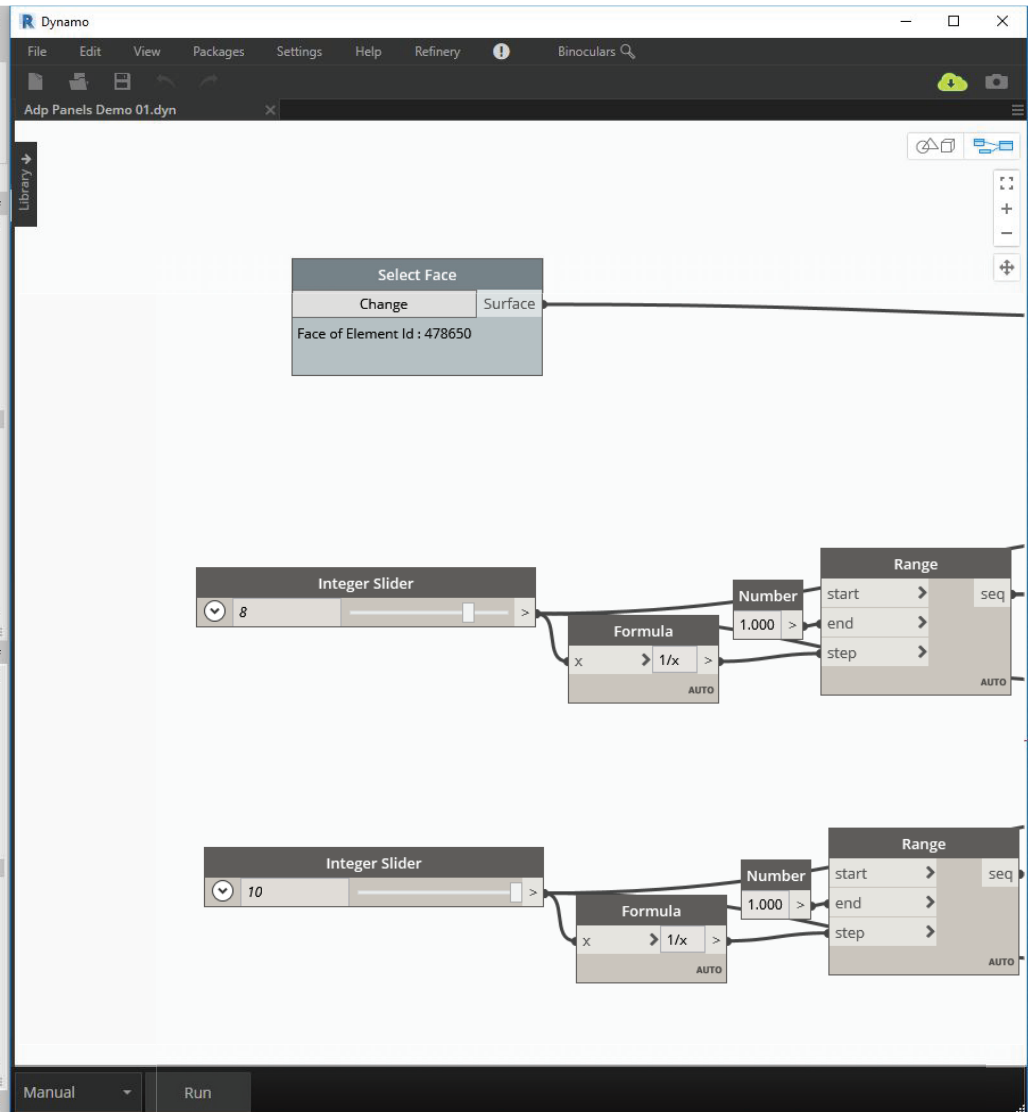 R Dynamo
File Edit View Packages Settings Help Refinery ! Binoculars
Adp Panels Demo 01.dyn
Library
Select Face
Change Surface
Face of Element Id : 478650
Integer Slider
8 >
Formula
x 1/x >
AUTO
Number
1.000 >
Range
start seq
end
step
AUTO
Integer Slider
10 >
Formula
x 1/x >
AUTO
Number
1.000 >
Range
start seq
end
step
AUTO
Manual Run